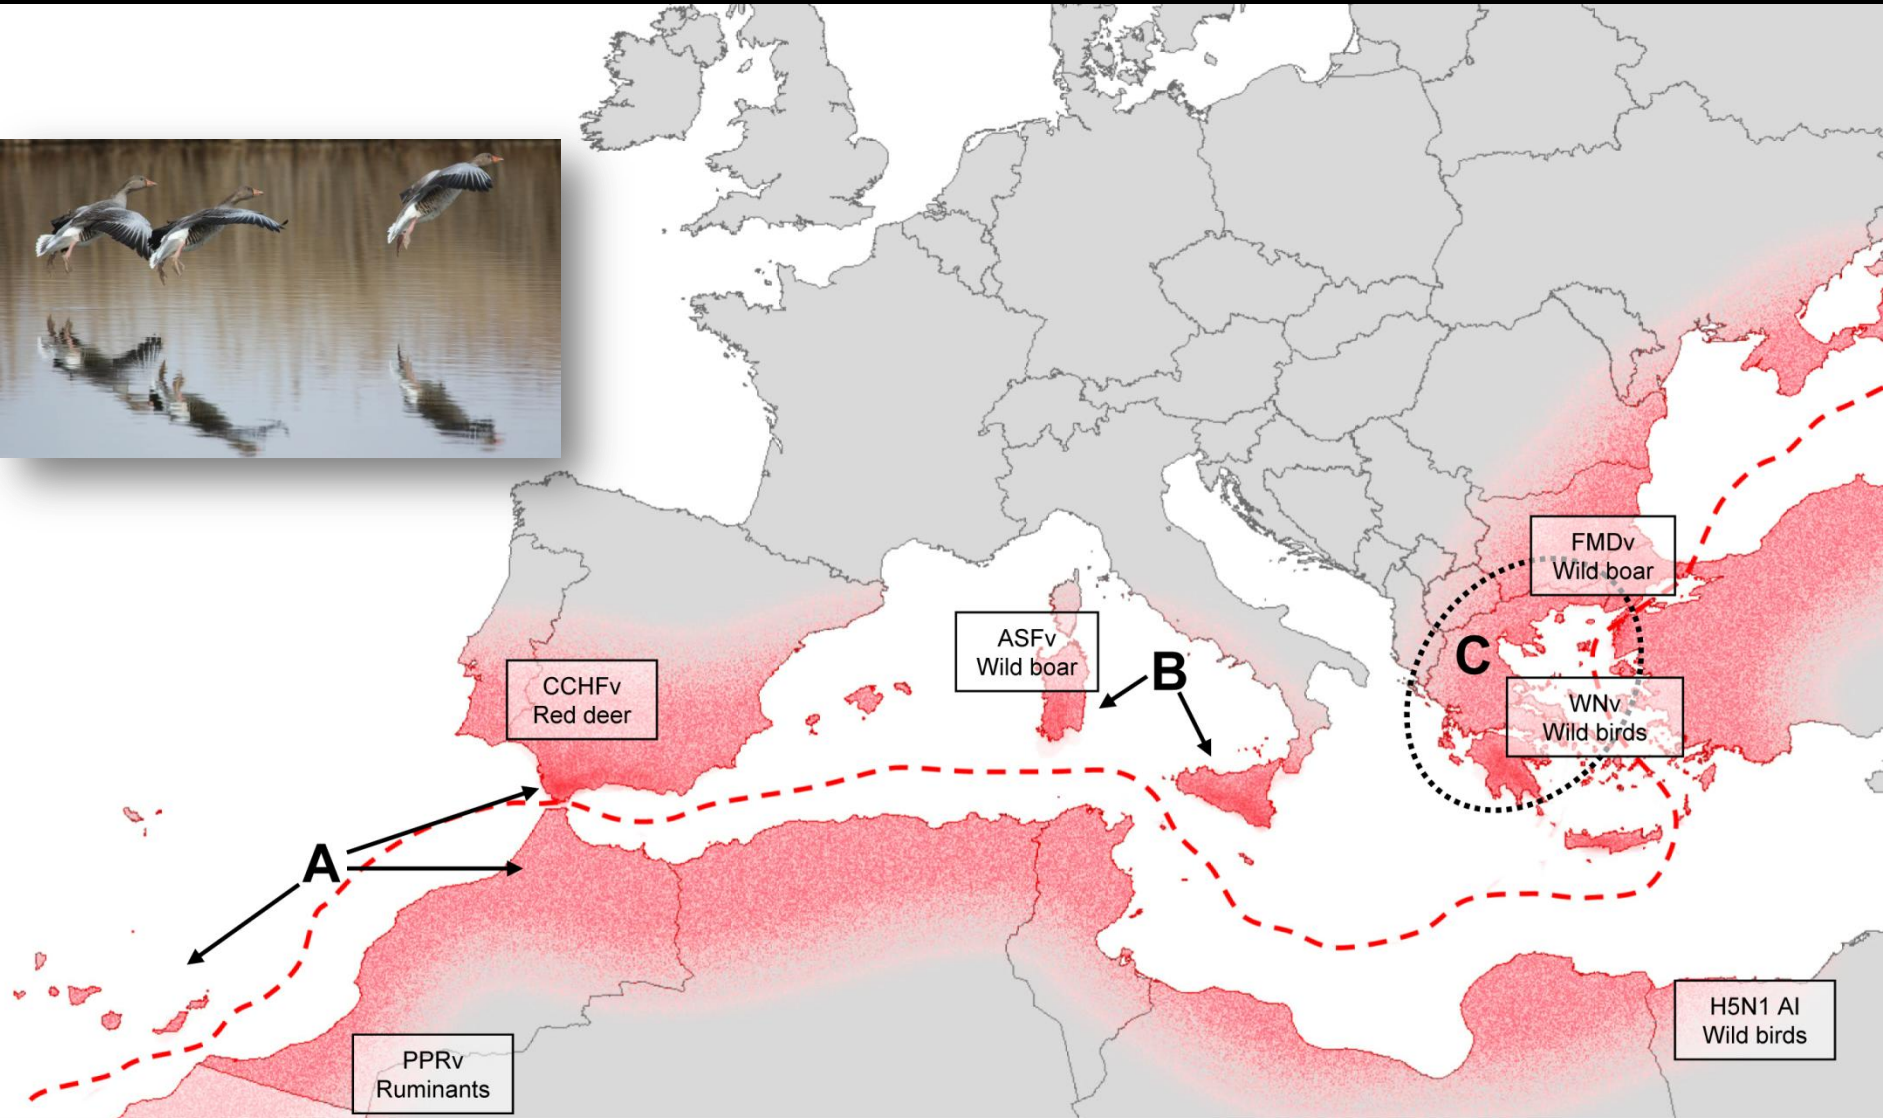 FMDv
Wild boar
ASFv
Wild boar
B
C
CCHFv
Red deer
WNv
Wild birds
A
H5N1 AI
Wild birds
PPRv
Ruminants